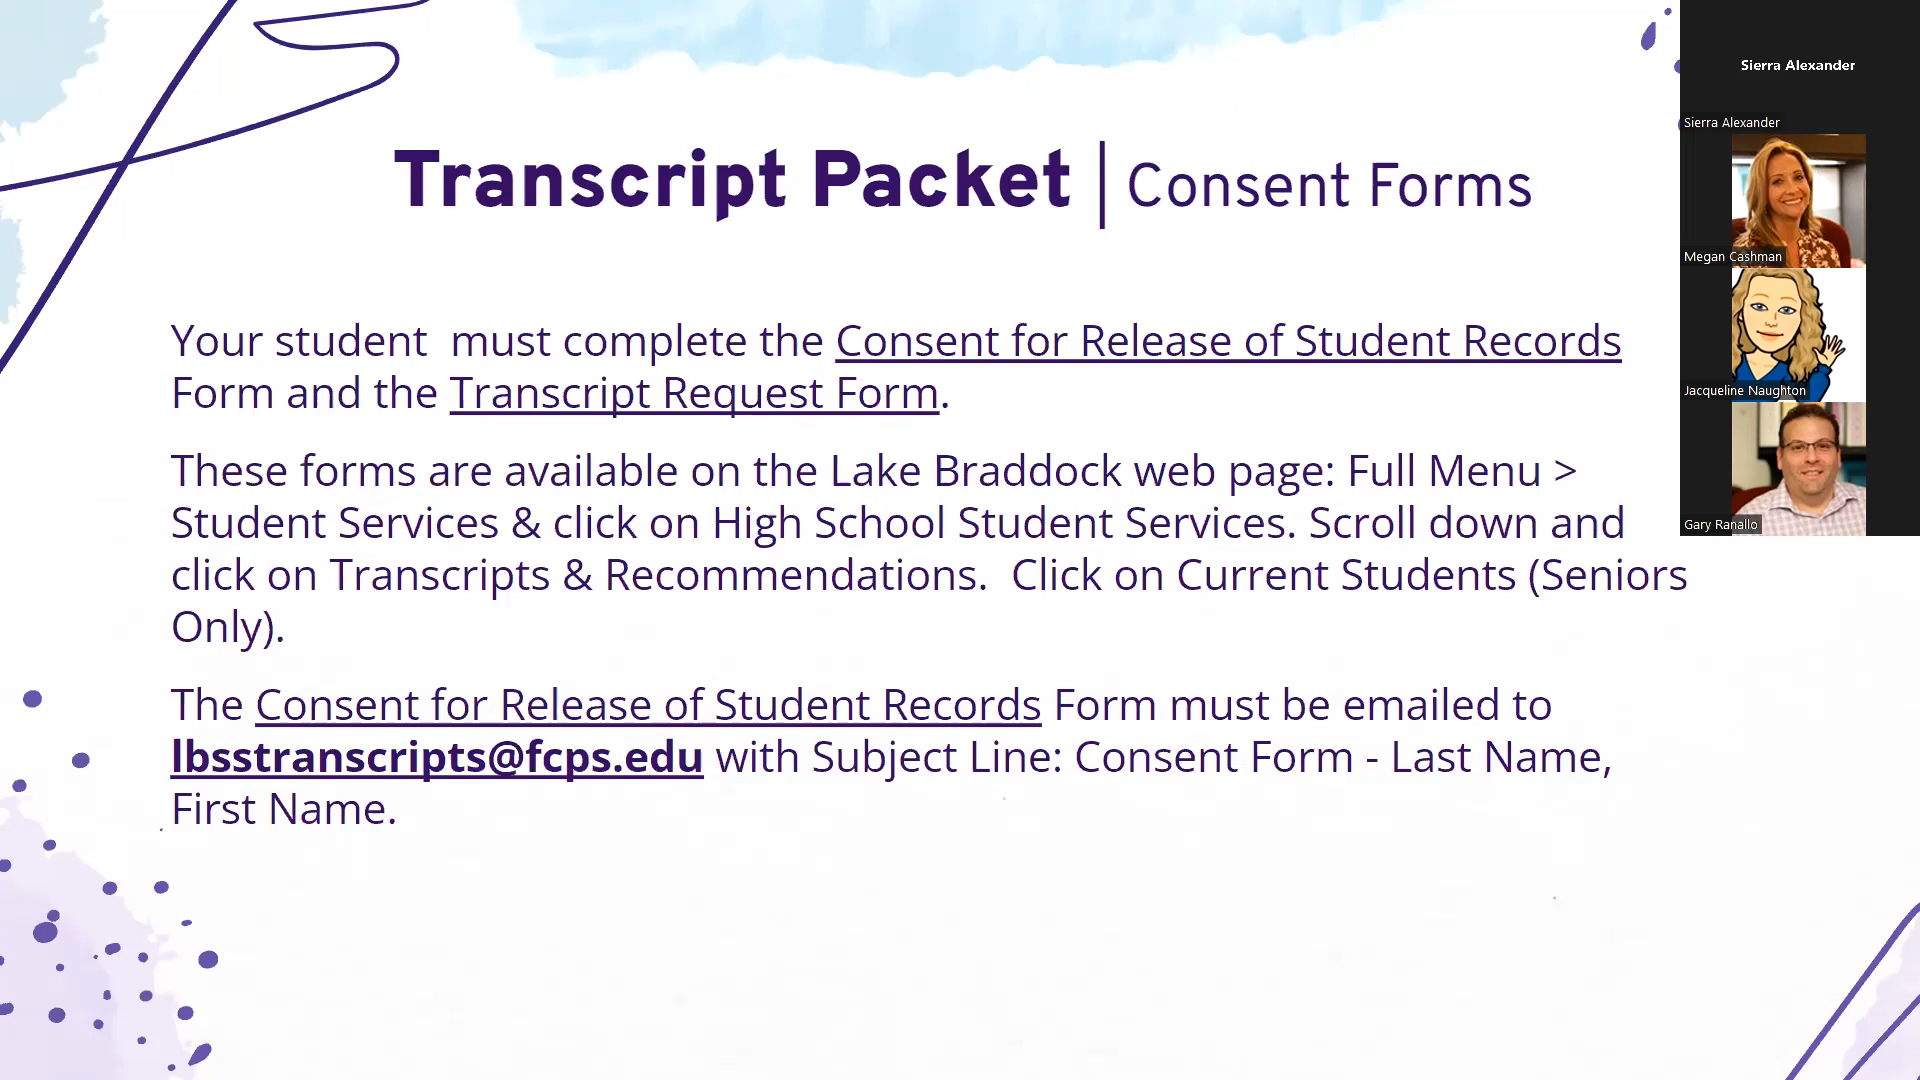 Transcript Packet | Consent Forms
Your student  must complete the Consent for Release of Student Records
Form and the Transcript Request Form.
These forms are available on the Lake Braddock web page: Full Menu >
Student Services & click on High School Student Services. Scroll down and
click on Transcripts & Recommendations.  Click on Current Students (Seniors
Only).
The Consent for Release of Student Records Form must be emailed to
lbsstranscripts@fcps.edu with Subject Line: Consent Form - Last Name,
First Name.
Sierra Alexander
Sierra Alexander
Megan Cashman
Jacqueline Naughton
Gary Ranallo